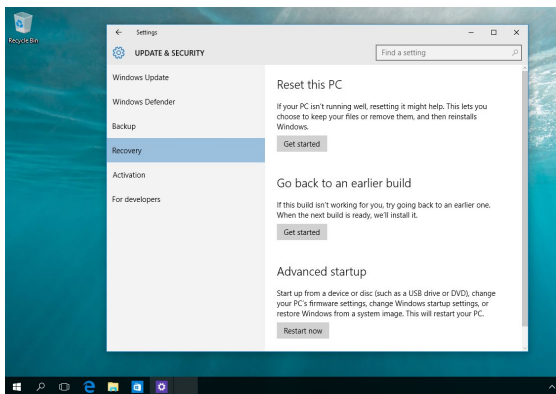 Recycle Bin
Settings
UPDATE & SECURITY
Find a setting
Windows Update
Windows Defender
Backup
Recovery
Activation
For developers
Reset this PC
If your PC isn't running well, resetting it might help. This lets you
choose to keep your files or remove them, and then reinstalls
Windows.
Get started
Go back to an earlier build
If this build isn't working for you, try going back to an earlier one.
When the next build is ready, we'll install it.
Get started
Advanced startup
Start up from a device or disc (such as a USB drive or DVD), change
your PC's firmware settings, change Windows startup settings, or
restore Windows from a system image. This will restart your PC.
Restart now